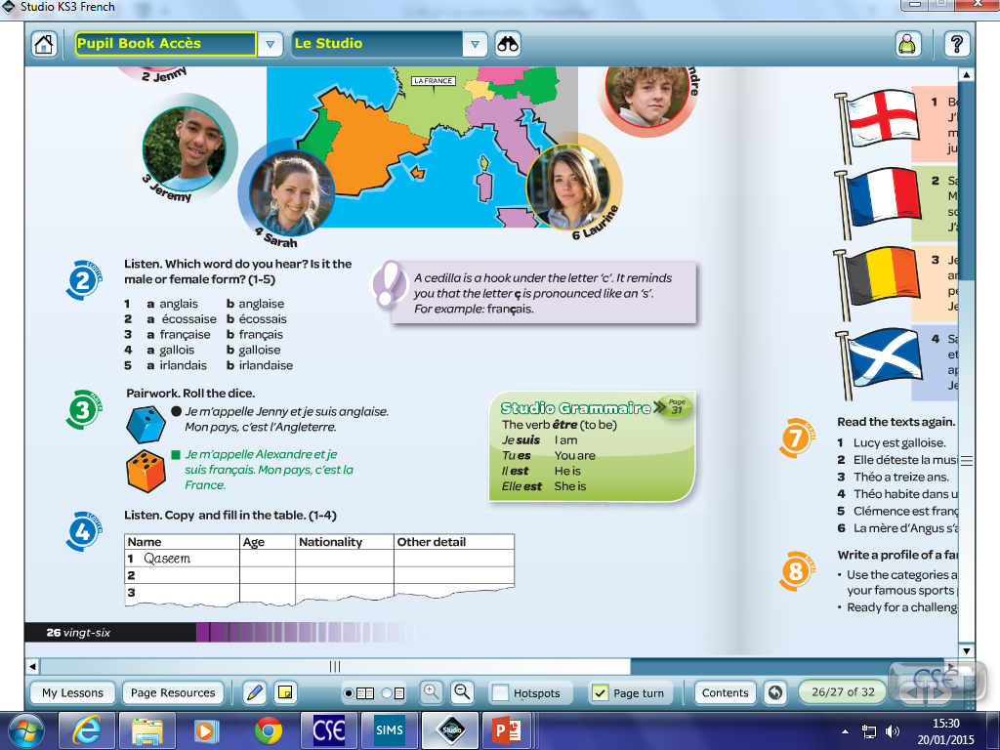 Studio KS3 French
Pupil Book Accès
Le Studio
2 Jenny
LA FRANCE
ndre
3 Jeremy
4 Sarah
6 Laurine
2
Listen. Which word do you hear? Is it the
male or female form? (1-5)
1 a anglais b anglaise
2 a écossaise b écossais
3 a française b français
4 a gallois b galloise
5 a irlandais b irlandaise
A cedilla is a hook under the letter 'c'. It reminds
you that the letter ç is pronounced like an 's'.
For example: français.
3
Pairwork. Roll the dice.
Je m'appelle Jenny et je suis anglaise.
Mon pays, c'est l'Angleterre.
Je m'appelle Alexandre et je
suis français. Mon pays, c'est la
France.
Studio Grammaire Page 31
The verb être (to be)
Je suis I am
Tu es You are
Il est He is
Elle est She is
4
Listen. Copy and fill in the table. (1-4)
Name Age Nationality Other detail
1 Qaseem
2
3
26 vingt-six
1 Be
J'h
m
ju
2 Sa
M
so
J'a
3 Je
an
pe
Je
4 Sa
et
ap
Je
7
Read the texts again.
1 Lucy est galloise.
2 Elle déteste la musi
3 Théo a treize ans.
4 Théo habite dans u
5 Clémence est franç
6 La mère d'Angus s'a
8
Write a profile of a fa
• Use the categories a
your famous sports p
• Ready for a challeng
My Lessons
Page Resources
Hotspots
Page turn
Contents
26/27 of 32
CSE
CSE
SIMS
Studio
15:30
20/01/2015